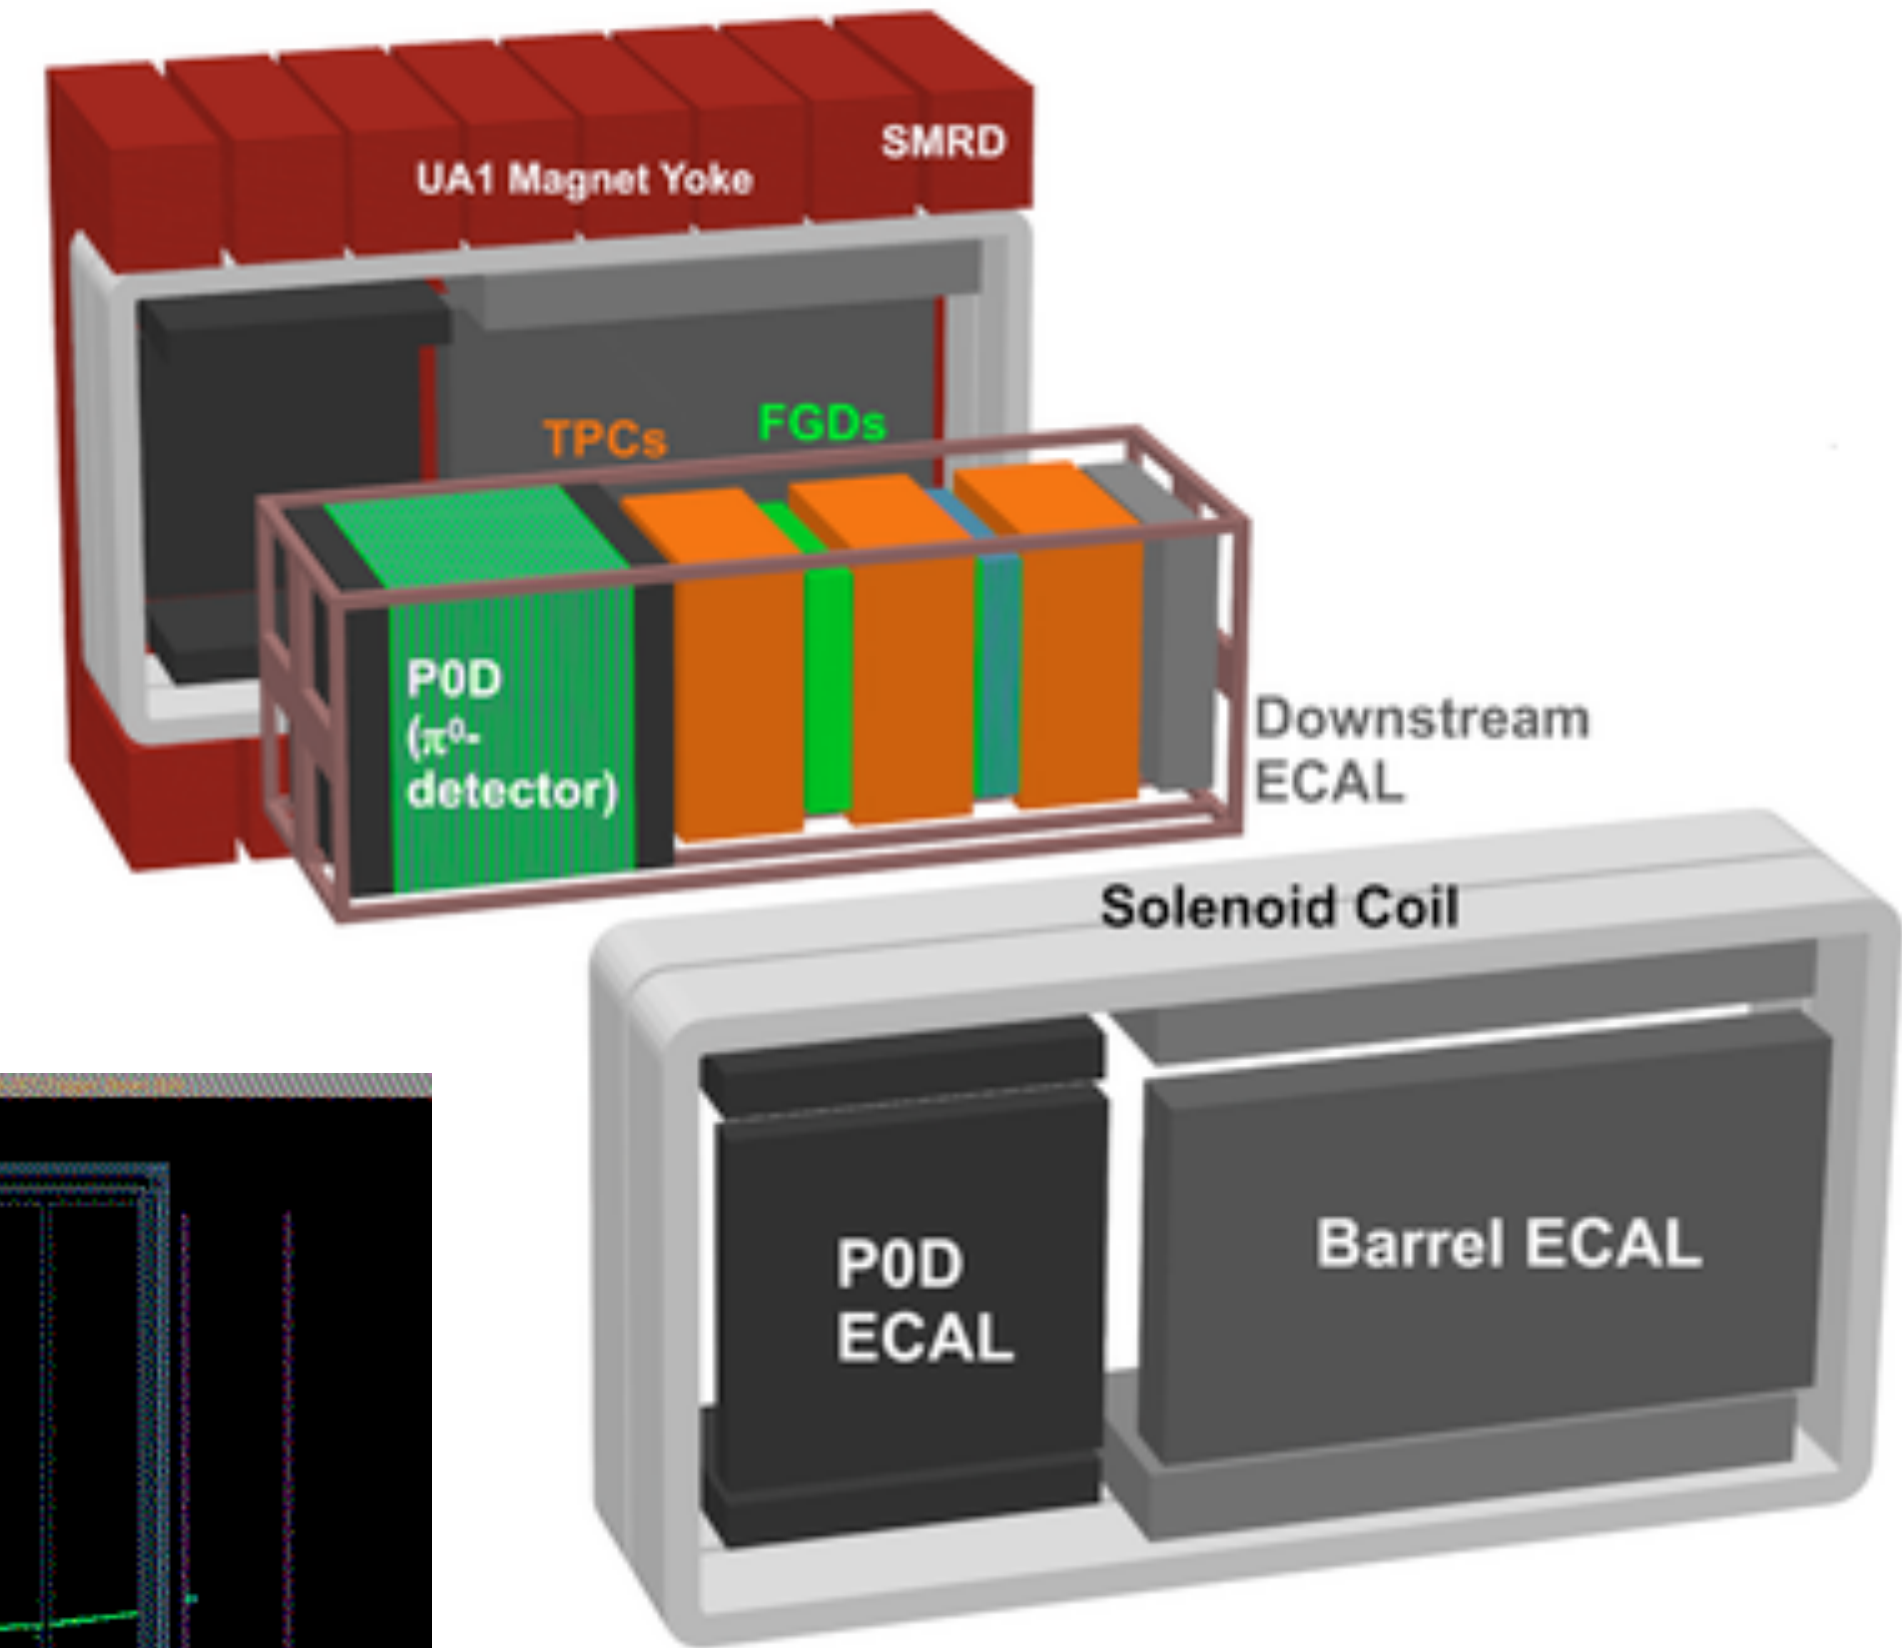 SMRD
UA1 Magnet Yoke
TPCs
FGDs
P0D
(π⁰-
detector)
Downstream
ECAL
Solenoid Coil
P0D
ECAL
Barrel ECAL